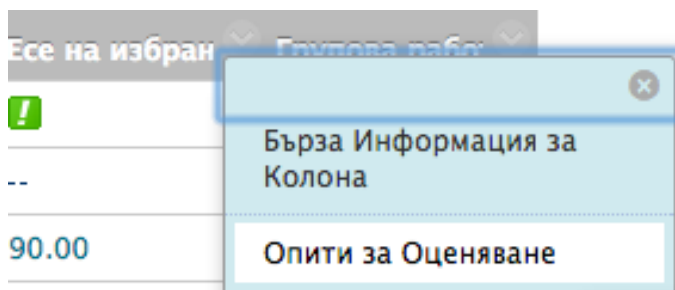 Есе на избран
!
Бърза Информация за
Колона
--
90.00
Опити за Оценяване